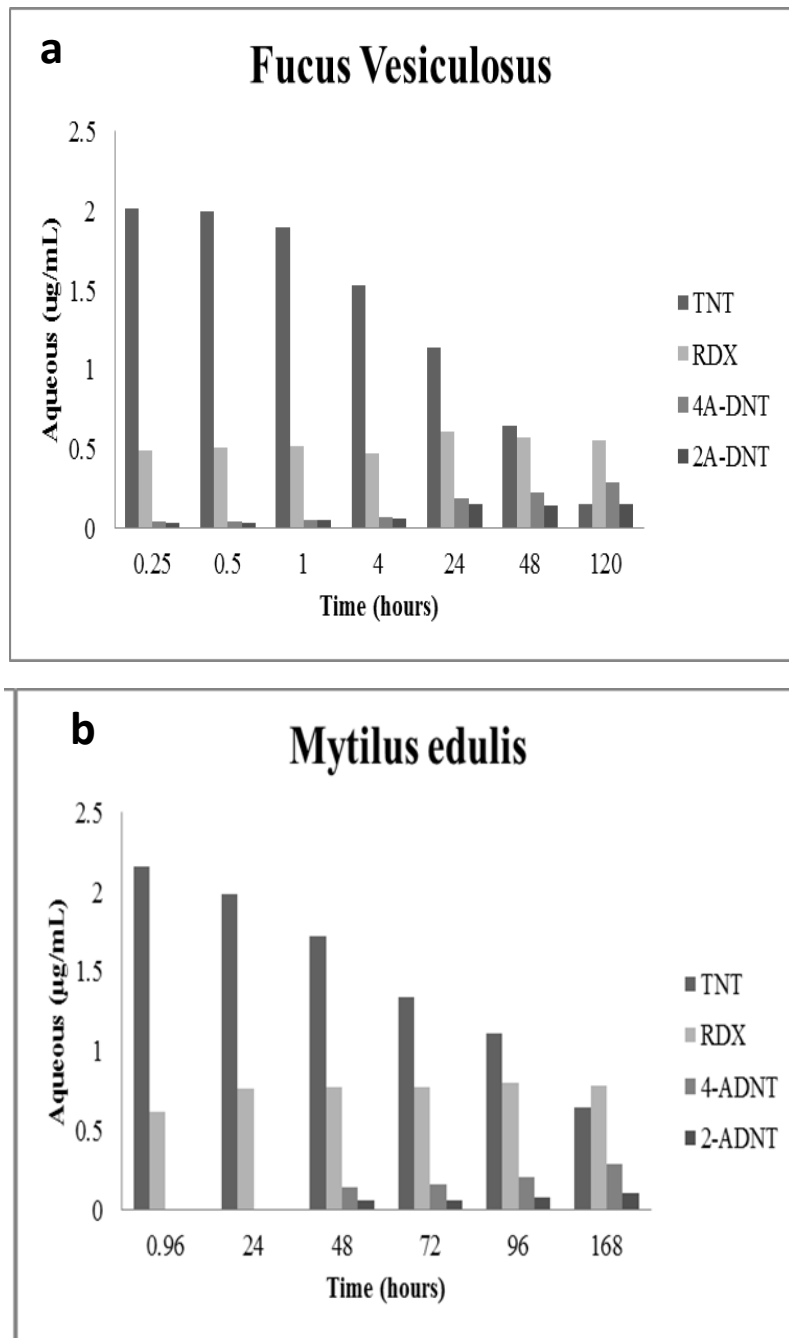 a
Fucus Vesiculosus
2.5
2
1.5
1
0.5
0
Aqueous (ug/mL)
0.25 0.5 1 4 24 48 120
Time (hours)
TNT
RDX
4A-DNT
2A-DNT
b
Mytilus edulis
2.5
2
1.5
1
0.5
0
Aqueous (µg/mL)
0.96 24 48 72 96 168
Time (hours)
TNT
RDX
4-ADNT
2-ADNT